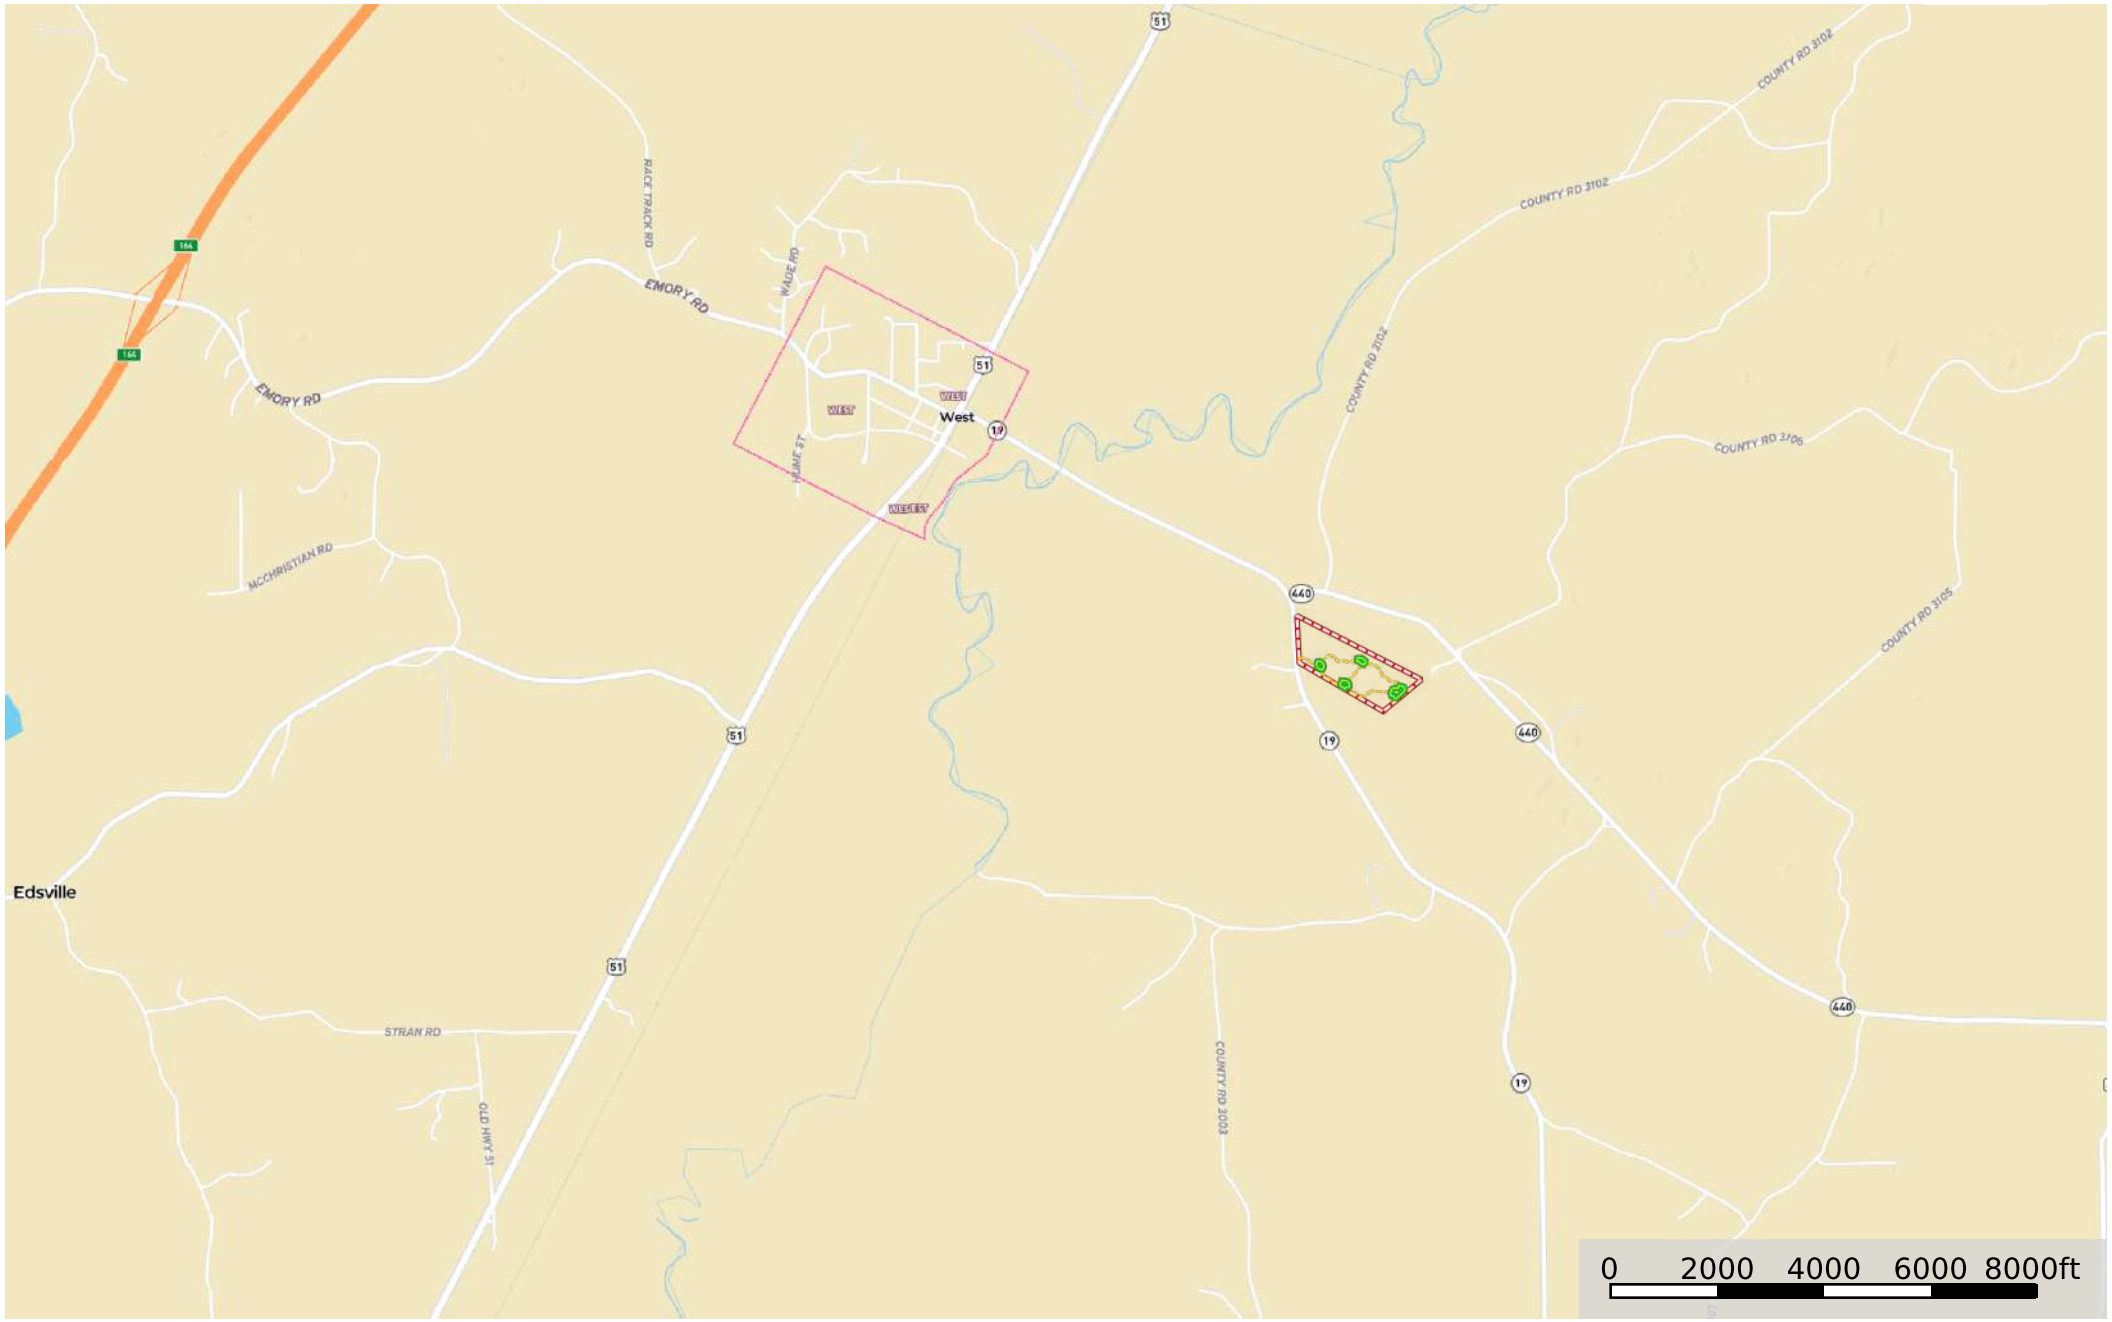 51
COUNTY RD 3102
RACE TRACK RD
COUNTY RD 3102
164
WADE RD
EMORY RD
164
51
COUNTY RD 3102
EMORY RD
WEST
WEST
West
19
COUNTY RD 3106
HUME ST
WEST
MCCHRISTIAN RD
440
COUNTY RD 3105
51
19
440
Edsville
51
440
STRAN RD
COUNTY RD 3003
19
OLD HWY 51
0 2000 4000 6000 8000ft